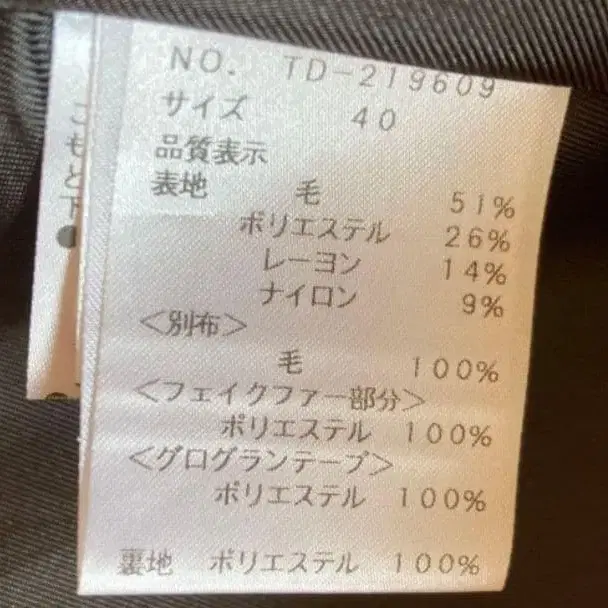 NO. TD-219609
サイズ 40
品質表示
表地 毛 51%
ポリエステル 26%
レーヨン 14%
ナイロン 9%
<別布>
毛 100%
<フェイクファー部分>
ポリエステル 100%
<グログランテープ>
ポリエステル 100%
裏地 ポリエステル 100%
こ
も
と
下
●